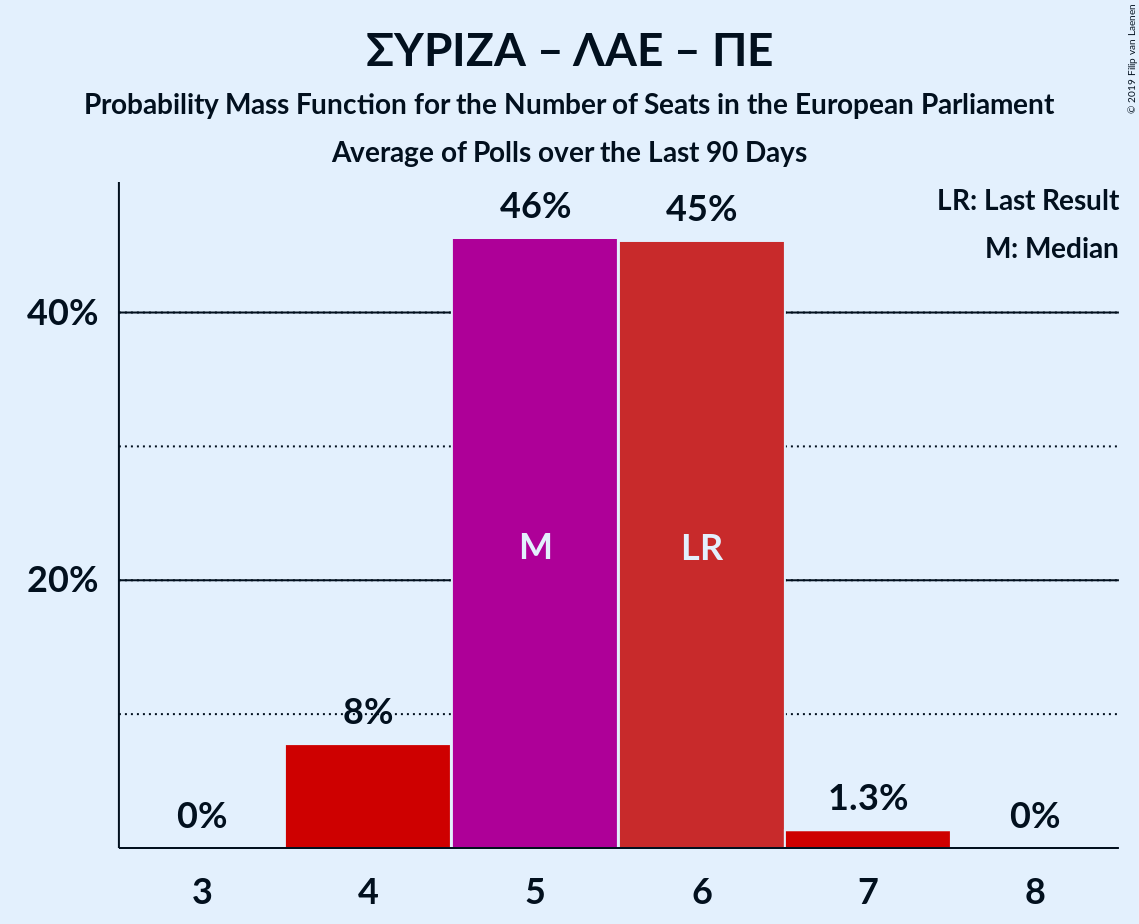 ΣΥΡΙΖΑ – ΛΑΕ – ΠΕ
Probability Mass Function for the Number of Seats in the European Parliament
Average of Polls over the Last 90 Days
© 2019 Filip van Laenen
LR: Last Result
M: Median
46%
45%
40%
M
LR
20%
8%
1.3%
0%
0%
3
4
5
6
7
8